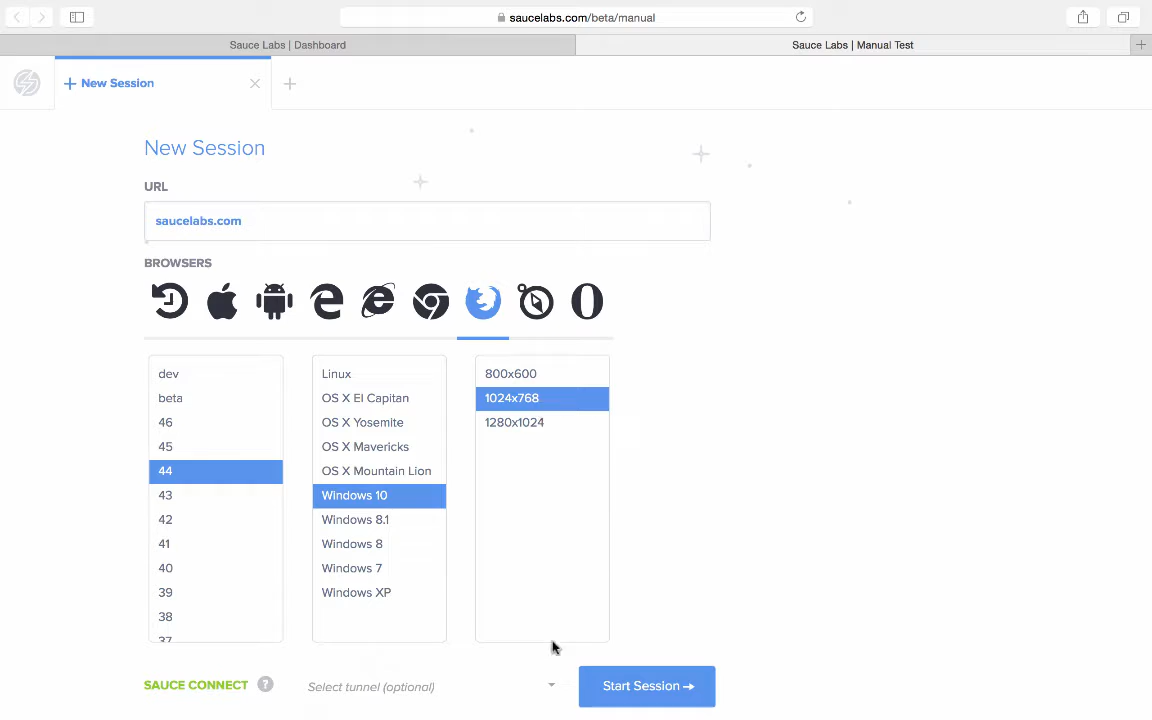 saucelabs.com/beta/manual
Sauce Labs | Dashboard
Sauce Labs | Manual Test
New Session
New Session
URL
saucelabs.com
BROWSERS
dev
beta
46
45
44
43
42
41
40
39
38
37
Linux
OS X El Capitan
OS X Yosemite
OS X Mavericks
OS X Mountain Lion
Windows 10
Windows 8.1
Windows 8
Windows 7
Windows XP
800x600
1024x768
1280x1024
SAUCE CONNECT ?
Select tunnel (optional)
Start Session →